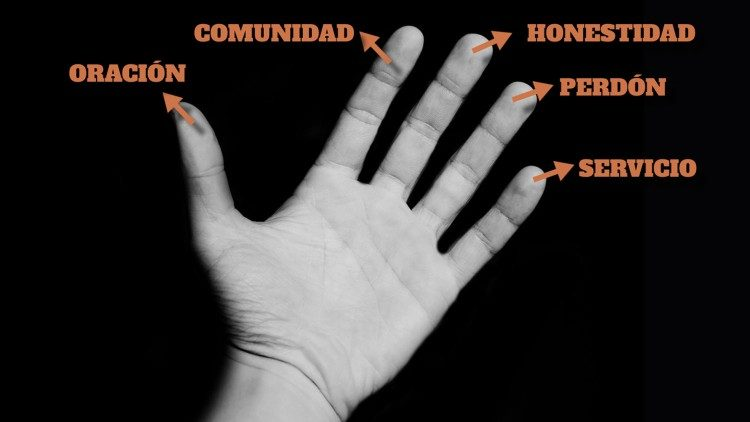 COMUNIDAD
HONESTIDAD
ORACIÓN
PERDÓN
SERVICIO